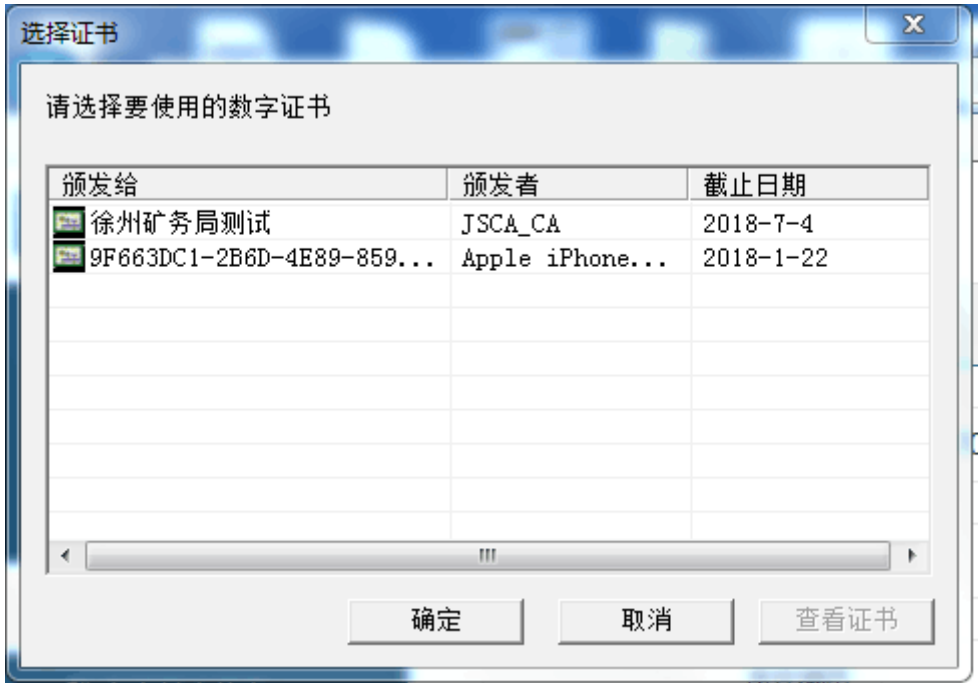 选择证书
请选择要使用的数字证书
颁发给 颁发者 截止日期
徐州矿务局测试 JSCA_CA 2018-7-4
9F663DC1-2B6D-4E89-859... Apple iPhone... 2018-1-22
确定 取消 查看证书